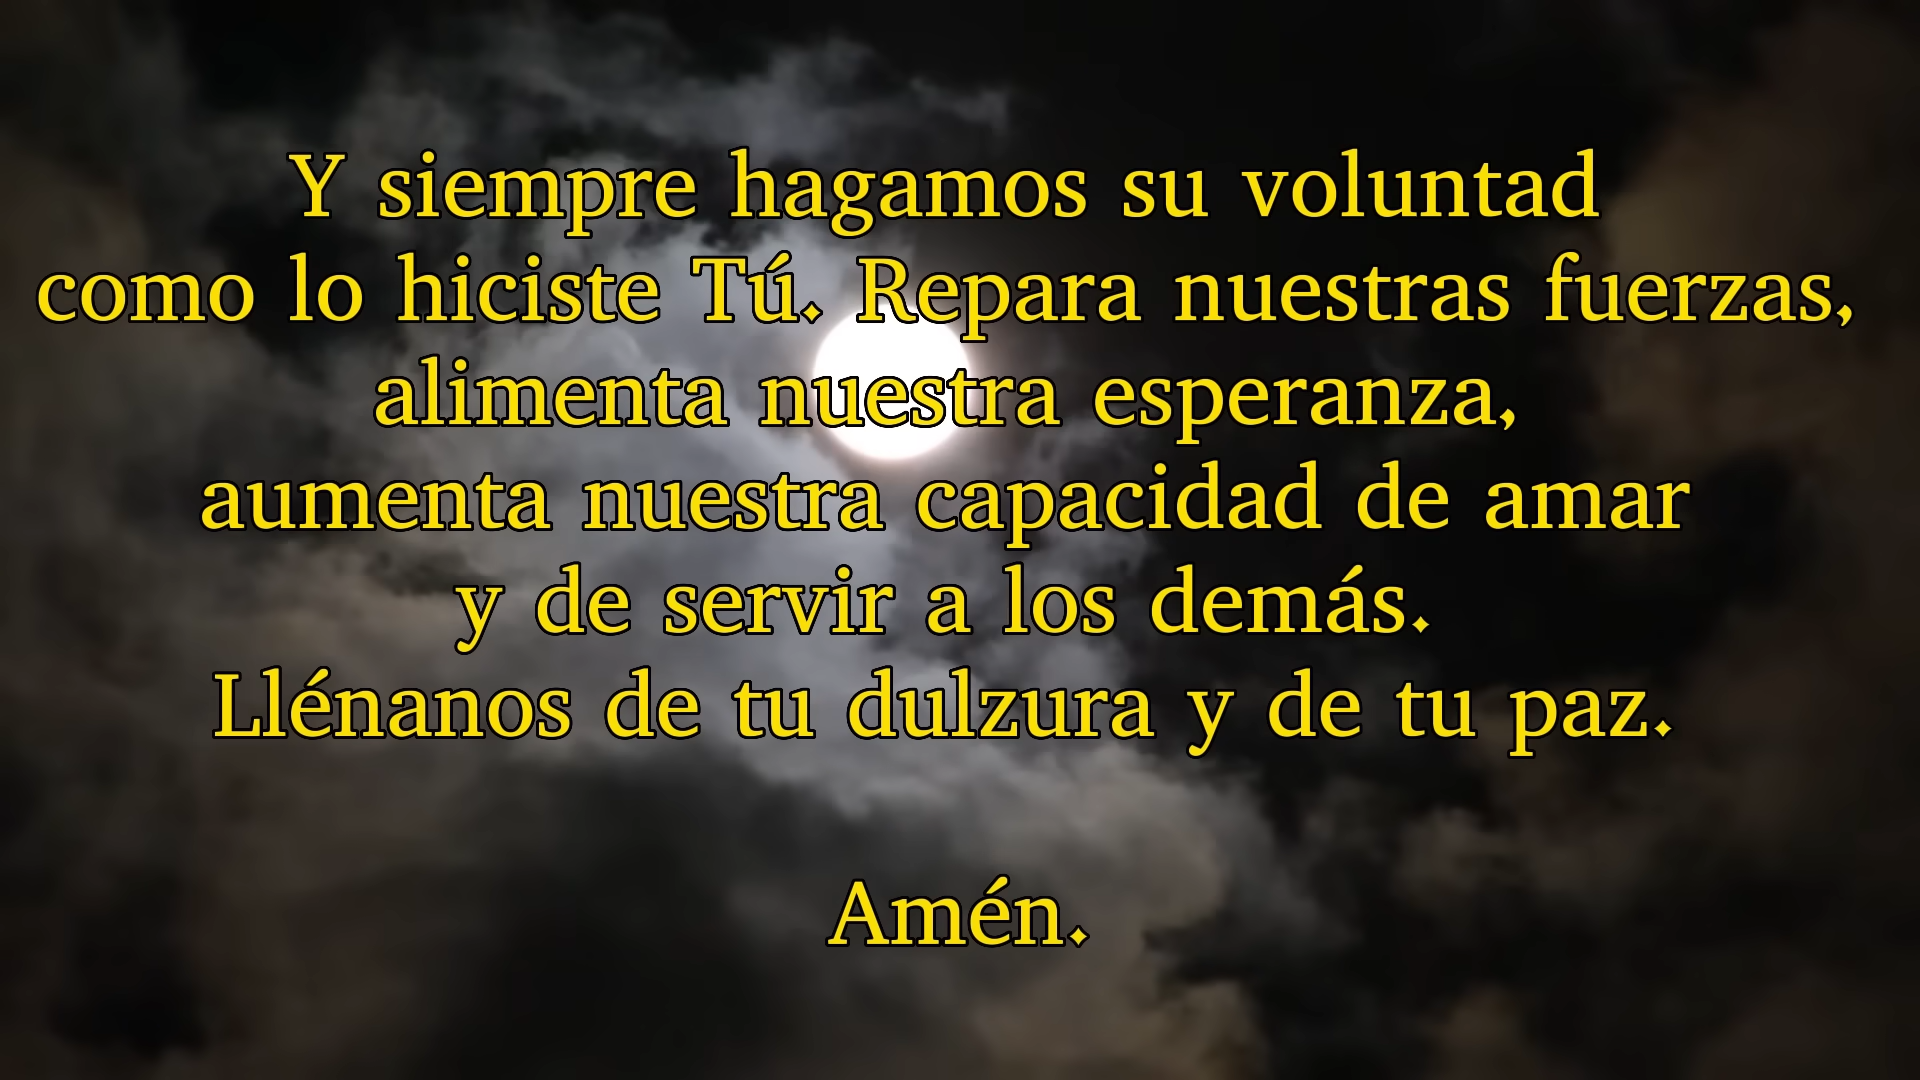 Y siempre hagamos su voluntad
como lo hiciste Tú. Repara nuestras fuerzas,
alimenta nuestra esperanza,
aumenta nuestra capacidad de amar
y de servir a los demás.
Llénanos de tu dulzura y de tu paz.
Amén.